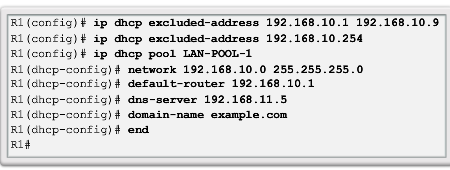 R1(config)# ip dhcp excluded-address 192.168.10.1 192.168.10.9
R1(config)# ip dhcp excluded-address 192.168.10.254
R1(config)# ip dhcp pool LAN-POOL-1
R1(dhcp-config)# network 192.168.10.0 255.255.255.0
R1(dhcp-config)# default-router 192.168.10.1
R1(dhcp-config)# dns-server 192.168.11.5
R1(dhcp-config)# domain-name example.com
R1(dhcp-config)# end
R1#